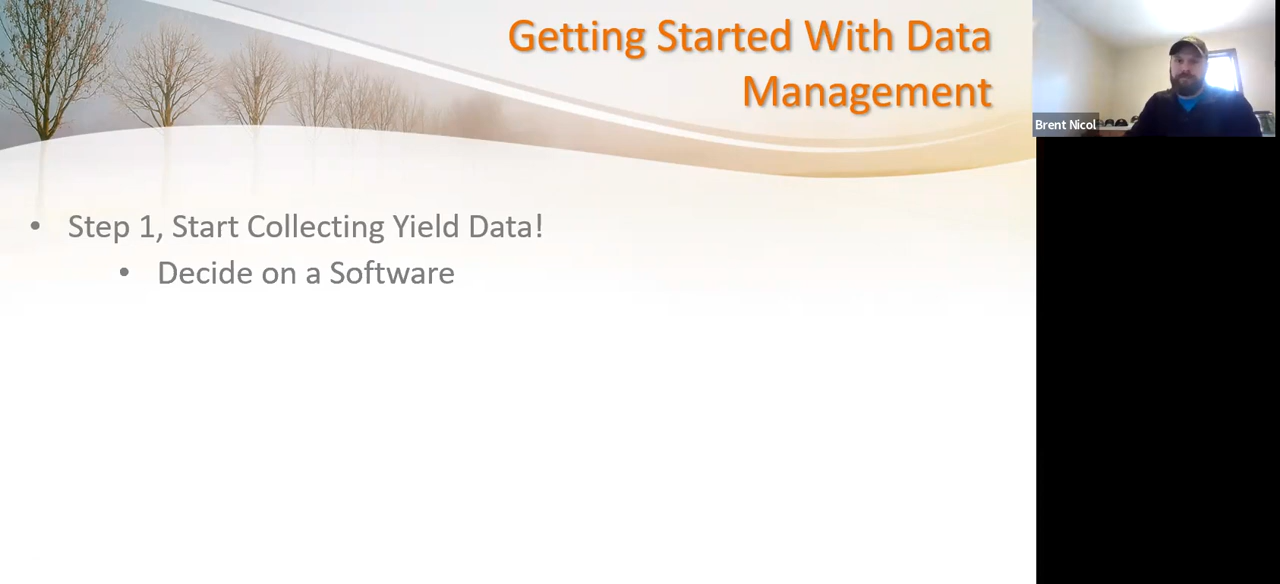 Getting Started With Data
Management
Brent Nicol
• Step 1, Start Collecting Yield Data!
• Decide on a Software